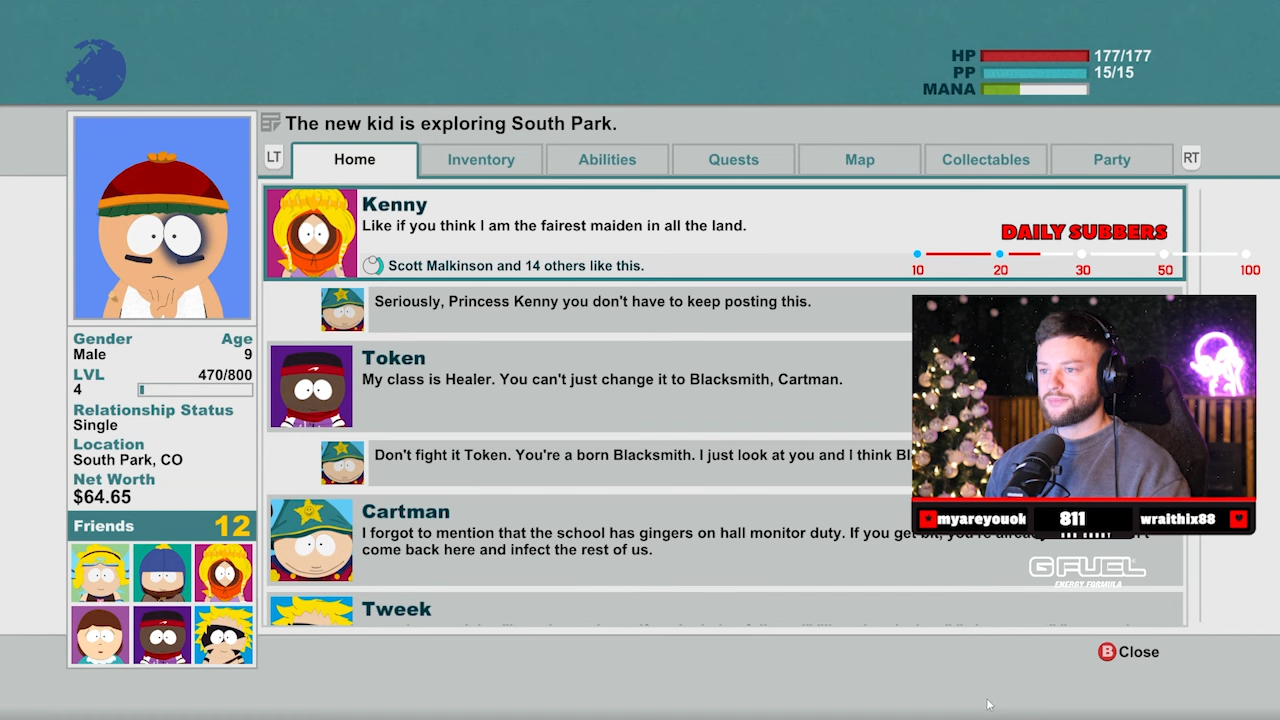 HP 177/177
PP 15/15
MANA
The new kid is exploring South Park.
LT Home Inventory Abilities Quests Map Collectables Party RT
Kenny
Like if you think I am the fairest maiden in all the land.
Scott Malkinson and 14 others like this.
DAILY SUBBERS
10 20 30 50 100
Seriously, Princess Kenny you don't have to keep posting this.
Gender Age
Male 9
LVL 470/800
4
Relationship Status
Single
Location
South Park, CO
Net Worth
$64.65
Friends 12
Token
My class is Healer. You can't just change it to Blacksmith, Cartman.
Don't fight it Token. You're a born Blacksmith. I just look at you and I think
Cartman
I forgot to mention that the school has gingers on hall monitor duty. If you get
come back here and infect the rest of us.
myareyouok 811 wraithix88
G FUEL
ENERGY FORMULA
Tweek
B Close